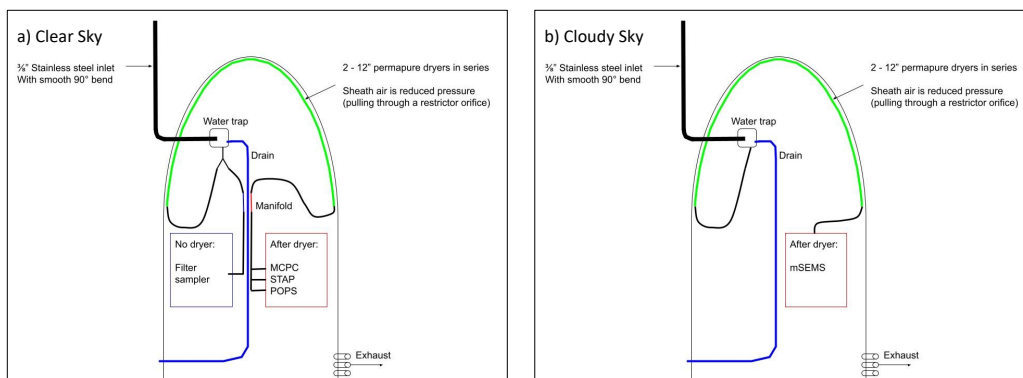 a) Clear Sky
⅜” Stainless steel inlet
With smooth 90° bend
2 - 12” permapure dryers in series
Sheath air is reduced pressure
(pulling through a restrictor orifice)
Water trap
Drain
Manifold
No dryer:
Filter
sampler
After dryer:
MCPC
STAP
POPS
Exhaust
b) Cloudy Sky
⅜” Stainless steel inlet
With smooth 90° bend
2 - 12” permapure dryers in series
Sheath air is reduced pressure
(pulling through a restrictor orifice)
Water trap
Drain
After dryer:
mSEMS
Exhaust